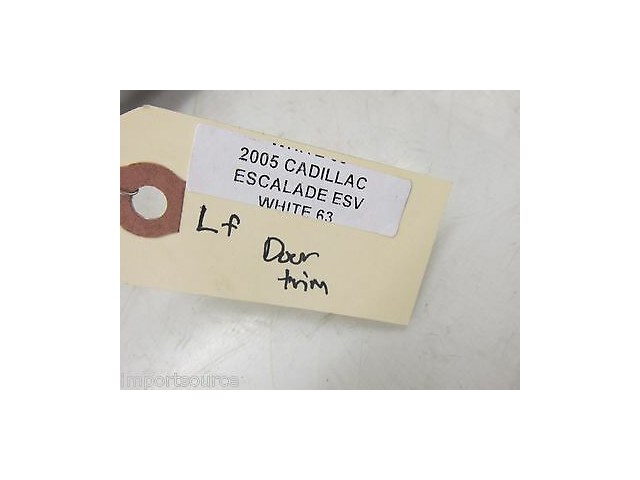 2005 CADILLAC
ESCALADE ESV
WHITE 63
Lf Door
trim
importsource